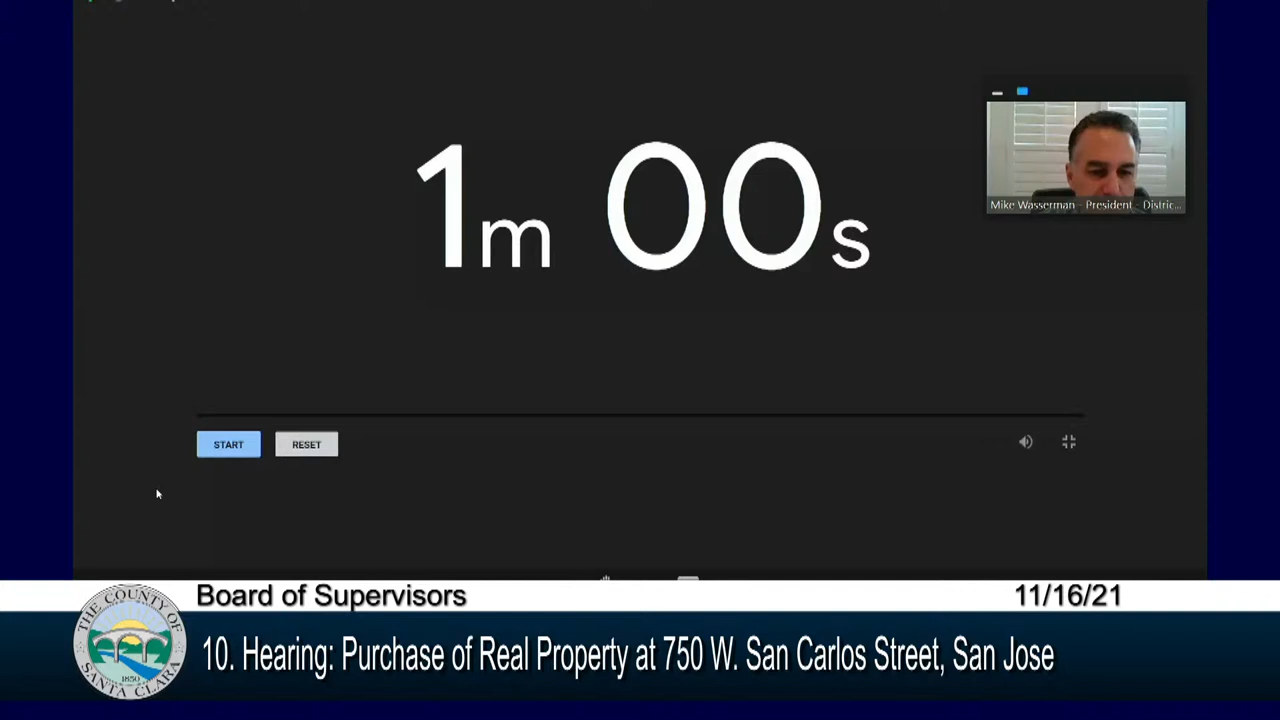 1m 00s
Mike Wasserman - President - Distric...
START RESET
Board of Supervisors 11/16/21
THE COUNTY OF
SANTA CLARA
1850
10. Hearing: Purchase of Real Property at 750 W. San Carlos Street, San Jose